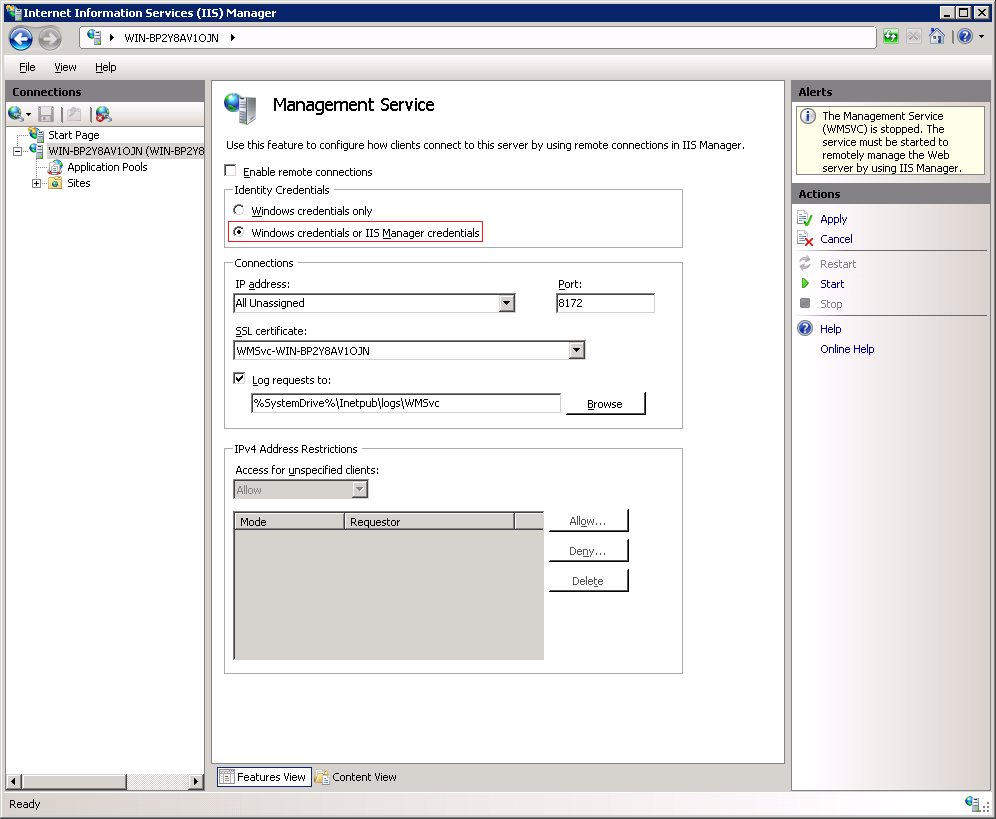 Internet Information Services (IIS) Manager
WIN-BP2Y8AV1OJN
File View Help
Connections
Start Page
WIN-BP2Y8AV1OJN (WIN-BP2Y8
Application Pools
Sites
Management Service
Use this feature to configure how clients connect to this server by using remote connections in IIS Manager.
Enable remote connections
Identity Credentials
Windows credentials only
Windows credentials or IIS Manager credentials
Connections
IP address:
Port:
All Unassigned
8172
SSL certificate:
WMSvc-WIN-BP2Y8AV1OJN
Log requests to:
%SystemDrive%\Inetpub\logs\WMSvc
Browse
IPv4 Address Restrictions
Access for unspecified clients:
Allow
Mode
Requestor
Allow...
Deny...
Delete
Features View
Content View
Alerts
The Management Service
(WMSVC) is stopped. The
service must be started to
remotely manage the Web
server by using IIS Manager.
Actions
Apply
Cancel
Restart
Start
Stop
Help
Online Help
Ready